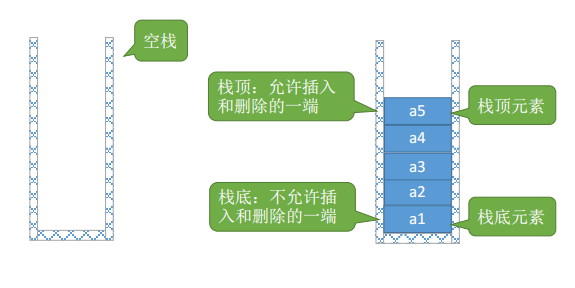 空栈
栈顶：允许插入
和删除的一端
a5
栈顶元素
a4
a3
a2
栈底：不允许插
入和删除的一端
a1
栈底元素